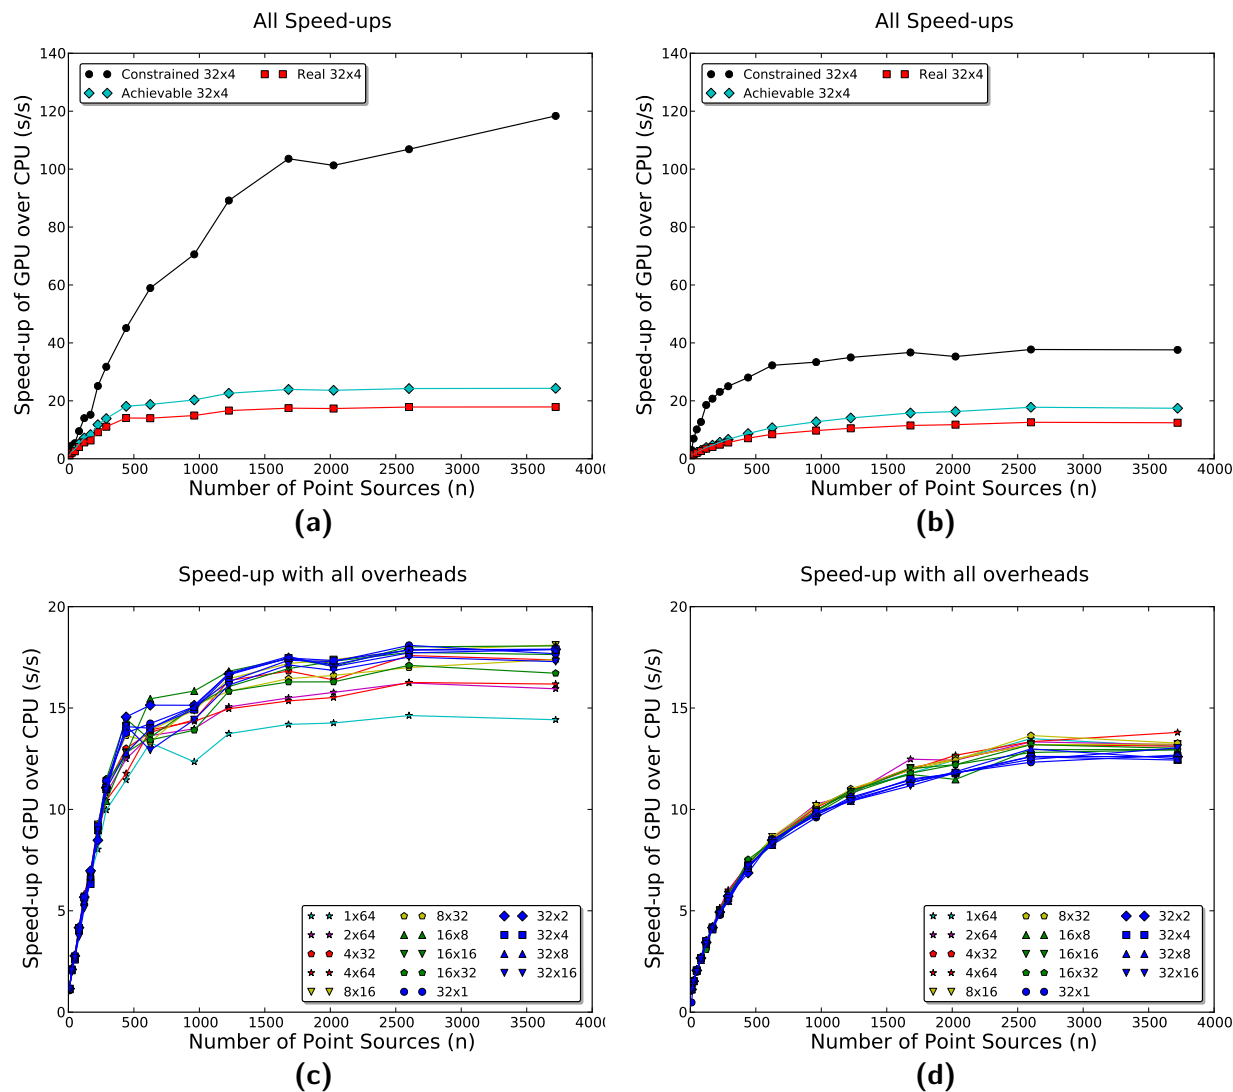 All Speed-ups
140
120
100
80
60
40
20
0
Speed-up of GPU over CPU (s/s)
Constrained 32x4
Achievable 32x4
Real 32x4
0 500 1000 1500 2000 2500 3000 3500 4000
Number of Point Sources (n)
(a)
All Speed-ups
140
120
100
80
60
40
20
0
Speed-up of GPU over CPU (s/s)
Constrained 32x4
Achievable 32x4
Real 32x4
0 500 1000 1500 2000 2500 3000 3500 4000
Number of Point Sources (n)
(b)
Speed-up with all overheads
20
15
10
5
0
Speed-up of GPU over CPU (s/s)
1x64
2x64
4x32
4x64
8x16
8x32
16x8
16x16
16x32
32x1
32x2
32x4
32x8
32x16
0 500 1000 1500 2000 2500 3000 3500 4000
Number of Point Sources (n)
(c)
Speed-up with all overheads
20
15
10
5
0
Speed-up of GPU over CPU (s/s)
1x64
2x64
4x32
4x64
8x16
8x32
16x8
16x16
16x32
32x1
32x2
32x4
32x8
32x16
0 500 1000 1500 2000 2500 3000 3500 4000
Number of Point Sources (n)
(d)